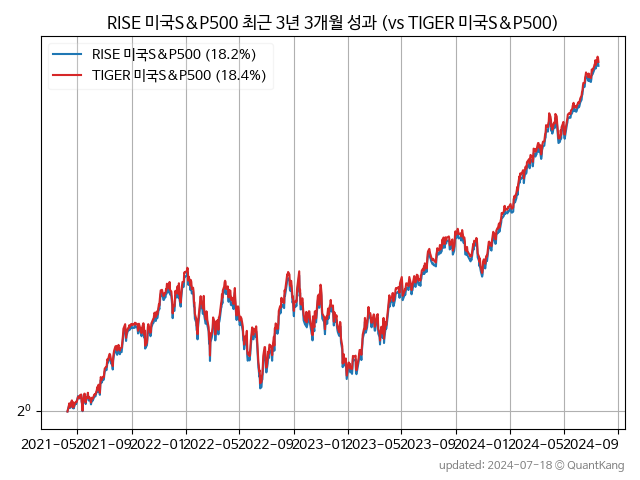 RISE 미국S&P500 최근 3년 3개월 성과 (vs TIGER 미국S&P500)
RISE 미국S&P500 (18.2%)
TIGER 미국S&P500 (18.4%)
2⁰
2021-05 2021-09 2022-01 2022-05 2022-09 2023-01 2023-05 2023-09 2024-01 2024-05 2024-09
updated: 2024-07-18 © QuantKang